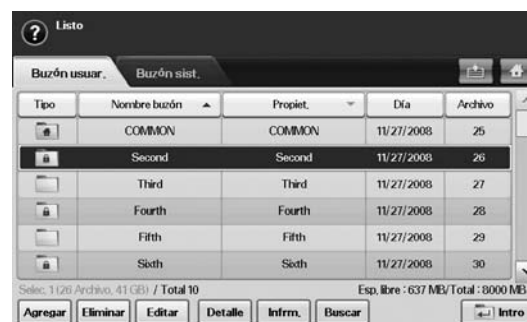 Listo
Buzón usuar. Buzón sist.
Tipo Nombre buzón Propiet. Día Archivo
COMMON COMMON 11/27/2008 25
Second Second 11/27/2008 26
Third Third 11/27/2008 27
Fourth Fourth 11/27/2008 28
Fifth Fifth 11/27/2008 29
Sixth Sixth 11/27/2008 30
Selec. 1 (26 Archivo, 41 GB) / Total 10 Esp. libre : 637 MB/Total : 8000 MB
Agregar Eliminar Editar Detalle Infrm. Buscar Intro